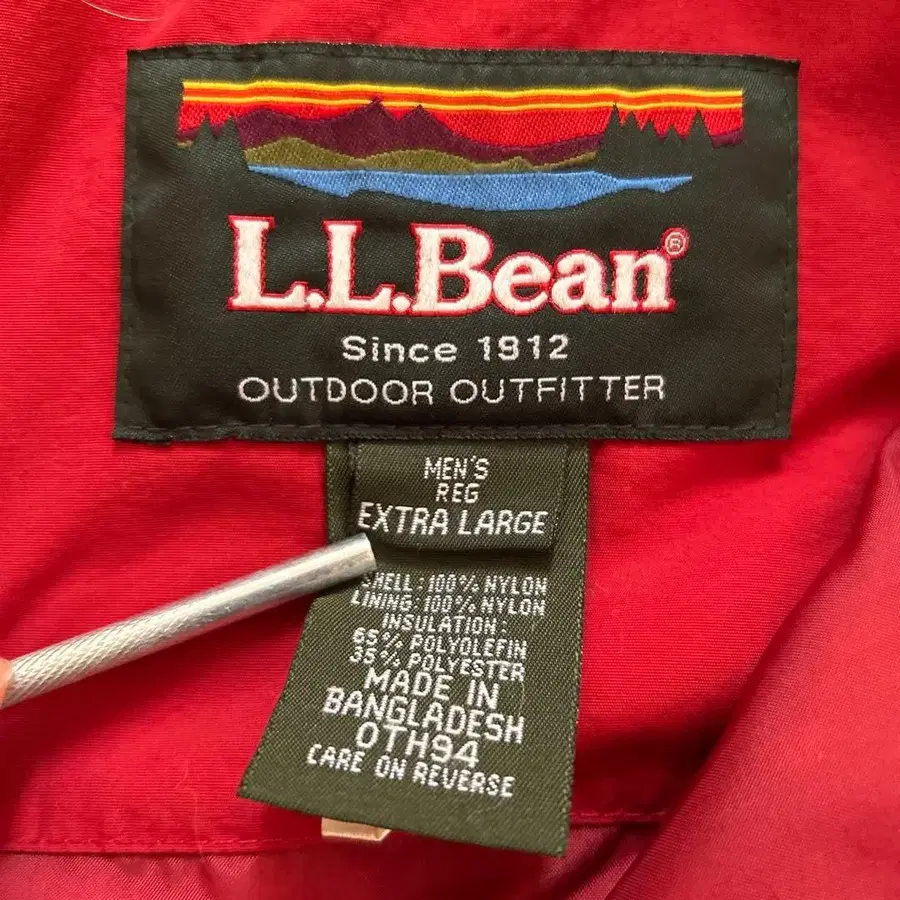 L.L.Bean®
Since 1912
OUTDOOR OUTFITTER
MEN'S
REG
EXTRA LARGE
SHELL: 100% NYLON
LINING: 100% NYLON
INSULATION:
65% POLYOLEFIN
35% POLYESTER
MADE IN
BANGLADESH
0TH94
CARE ON REVERSE